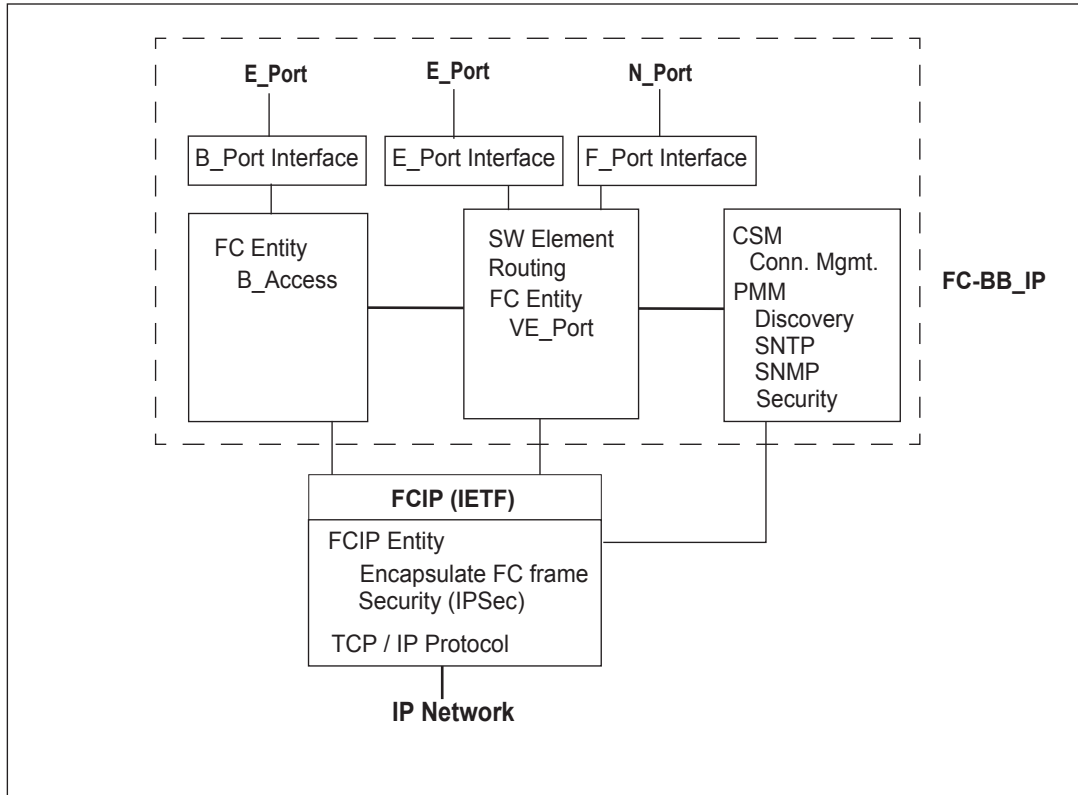 E_Port
E_Port
N_Port
B_Port Interface
E_Port Interface
F_Port Interface
FC Entity
B_Access
SW Element
Routing
FC Entity
VE_Port
CSM
Conn. Mgmt.
PMM
Discovery
SNTP
SNMP
Security
FC-BB_IP
FCIP (IETF)
FCIP Entity
Encapsulate FC frame
Security (IPSec)
TCP / IP Protocol
IP Network